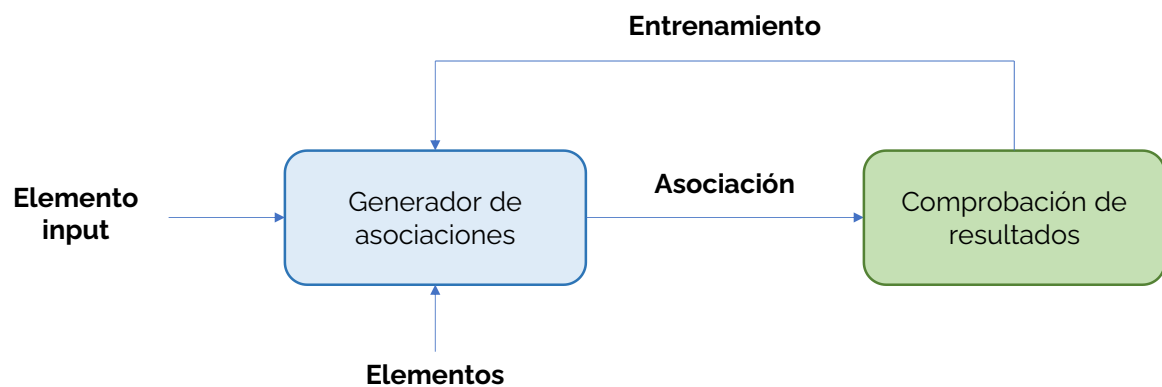 Entrenamiento
Elemento
input
Generador de
asociaciones
Asociación
Comprobación de
resultados
Elementos